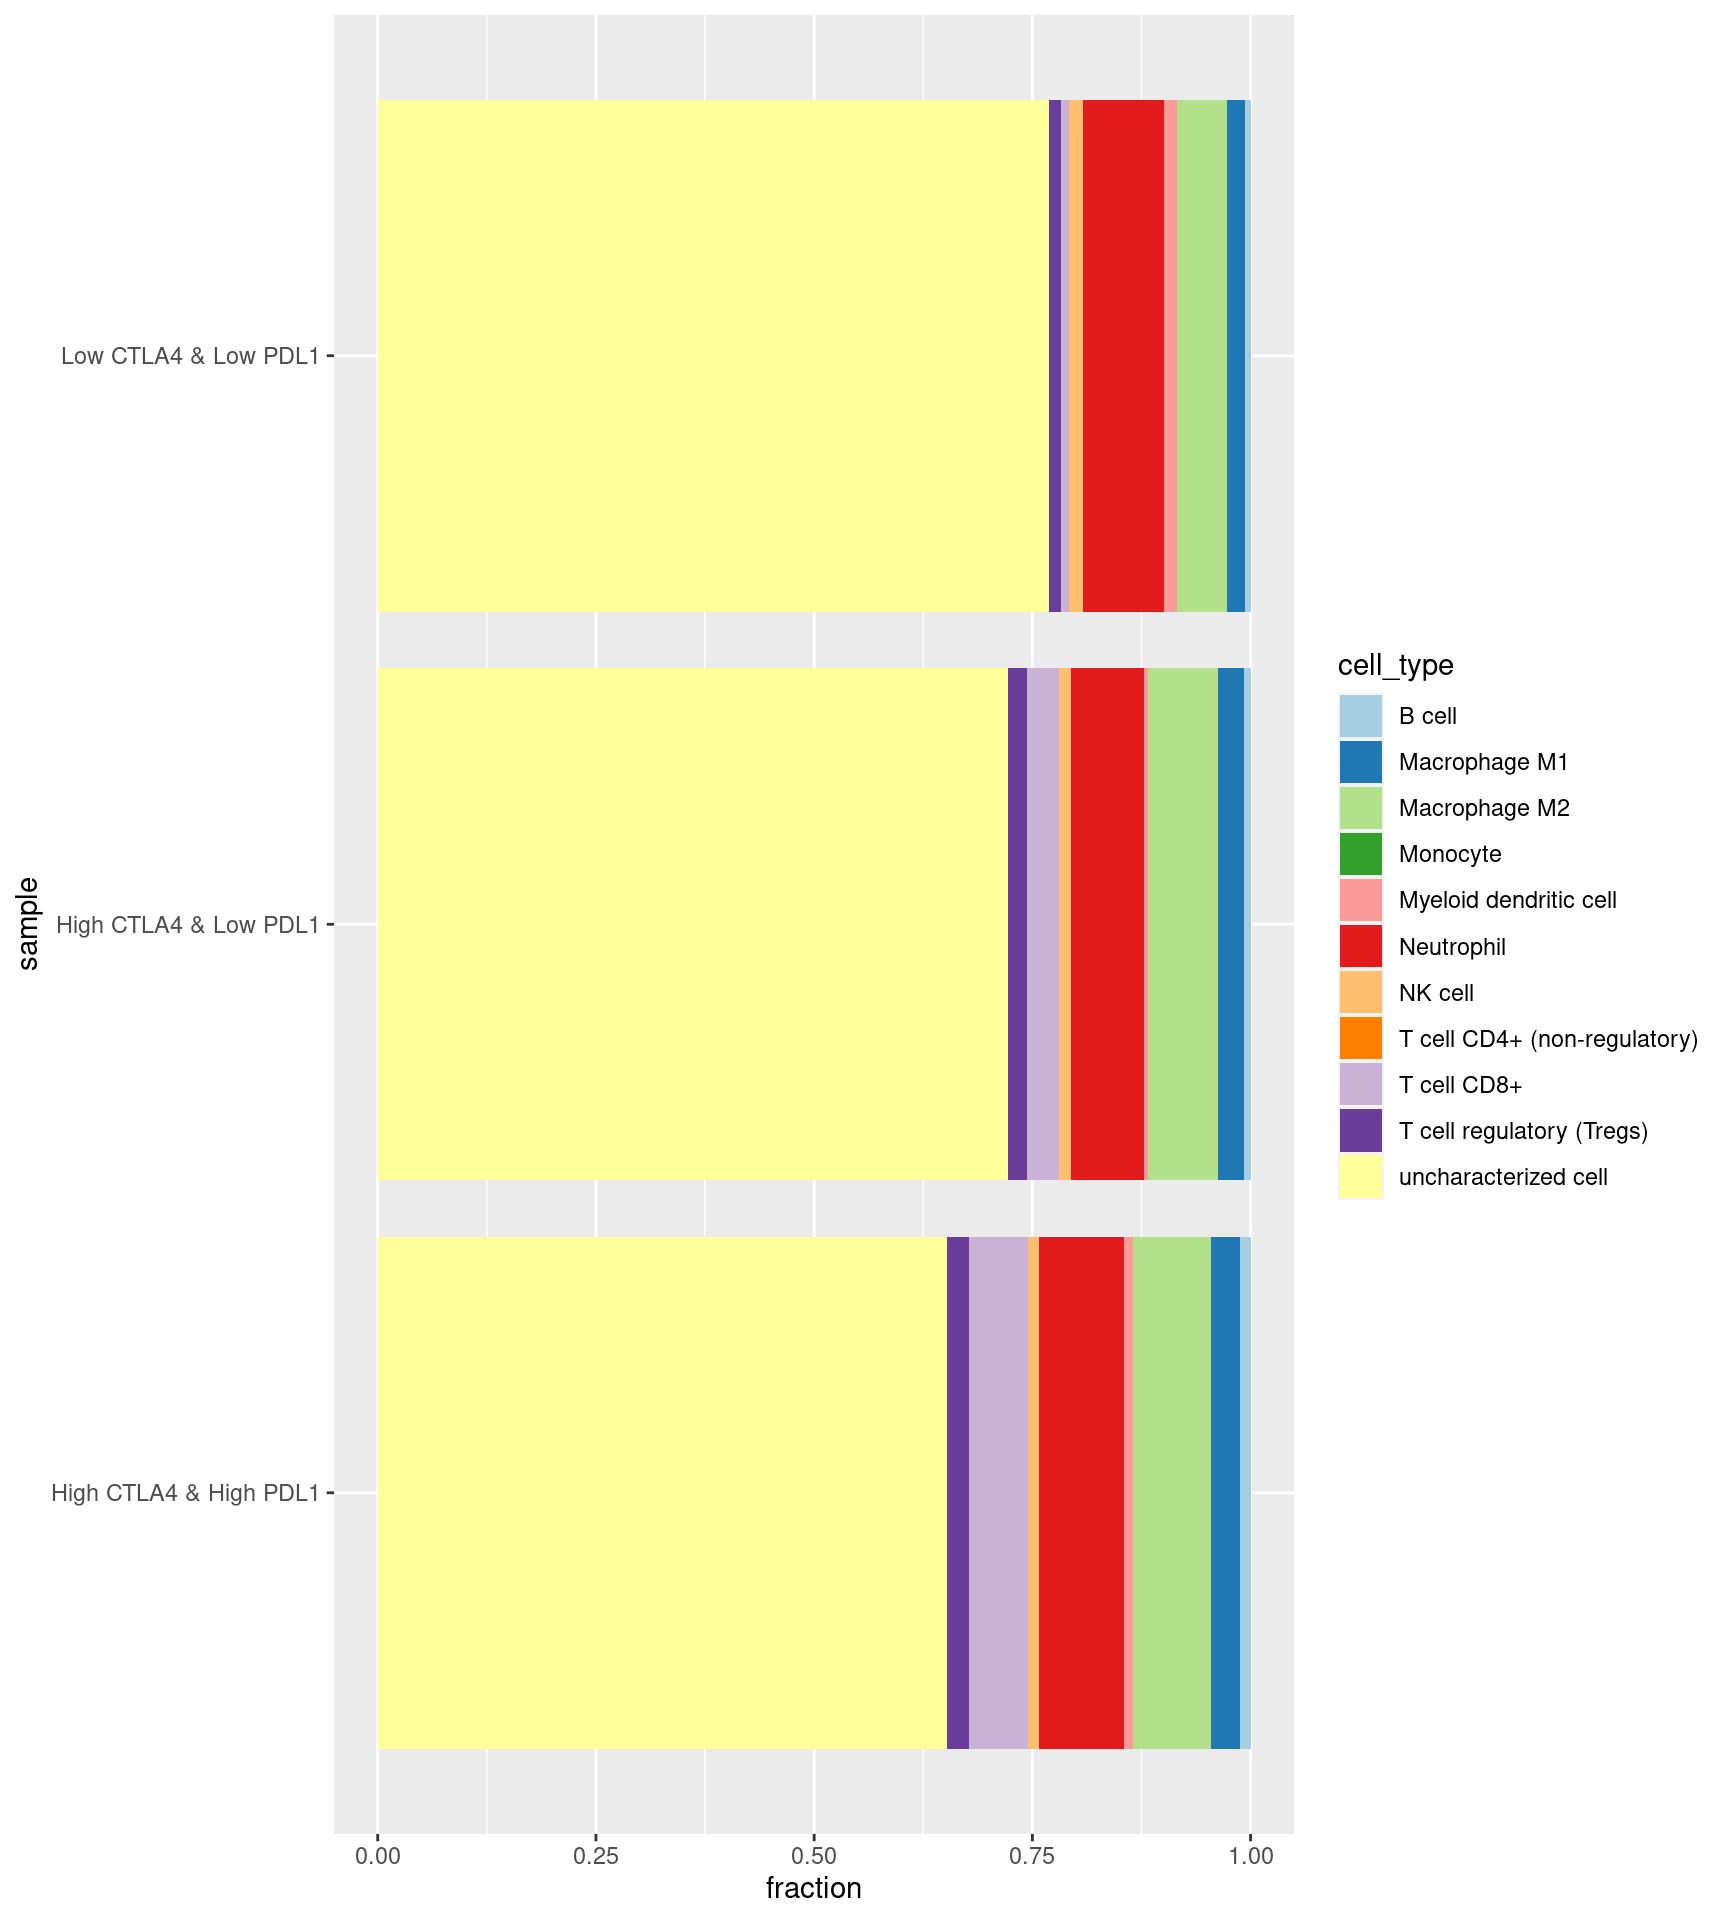 sample
Low CTLA4 & Low PDL1
High CTLA4 & Low PDL1
High CTLA4 & High PDL1
0.00 0.25 0.50 0.75 1.00
fraction
cell_type
B cell
Macrophage M1
Macrophage M2
Monocyte
Myeloid dendritic cell
Neutrophil
NK cell
T cell CD4+ (non-regulatory)
T cell CD8+
T cell regulatory (Tregs)
uncharacterized cell